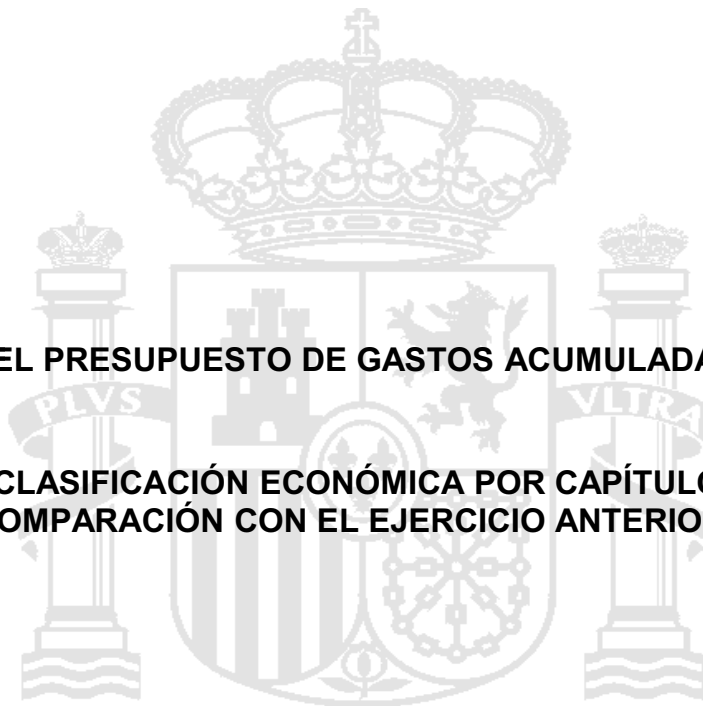 EL PRESUPUESTO DE GASTOS ACUMULADA
PLVS VLTRA
CLASIFICACIÓN ECONÓMICA POR CAPÍTULO
OMPARACIÓN CON EL EJERCICIO ANTERIO